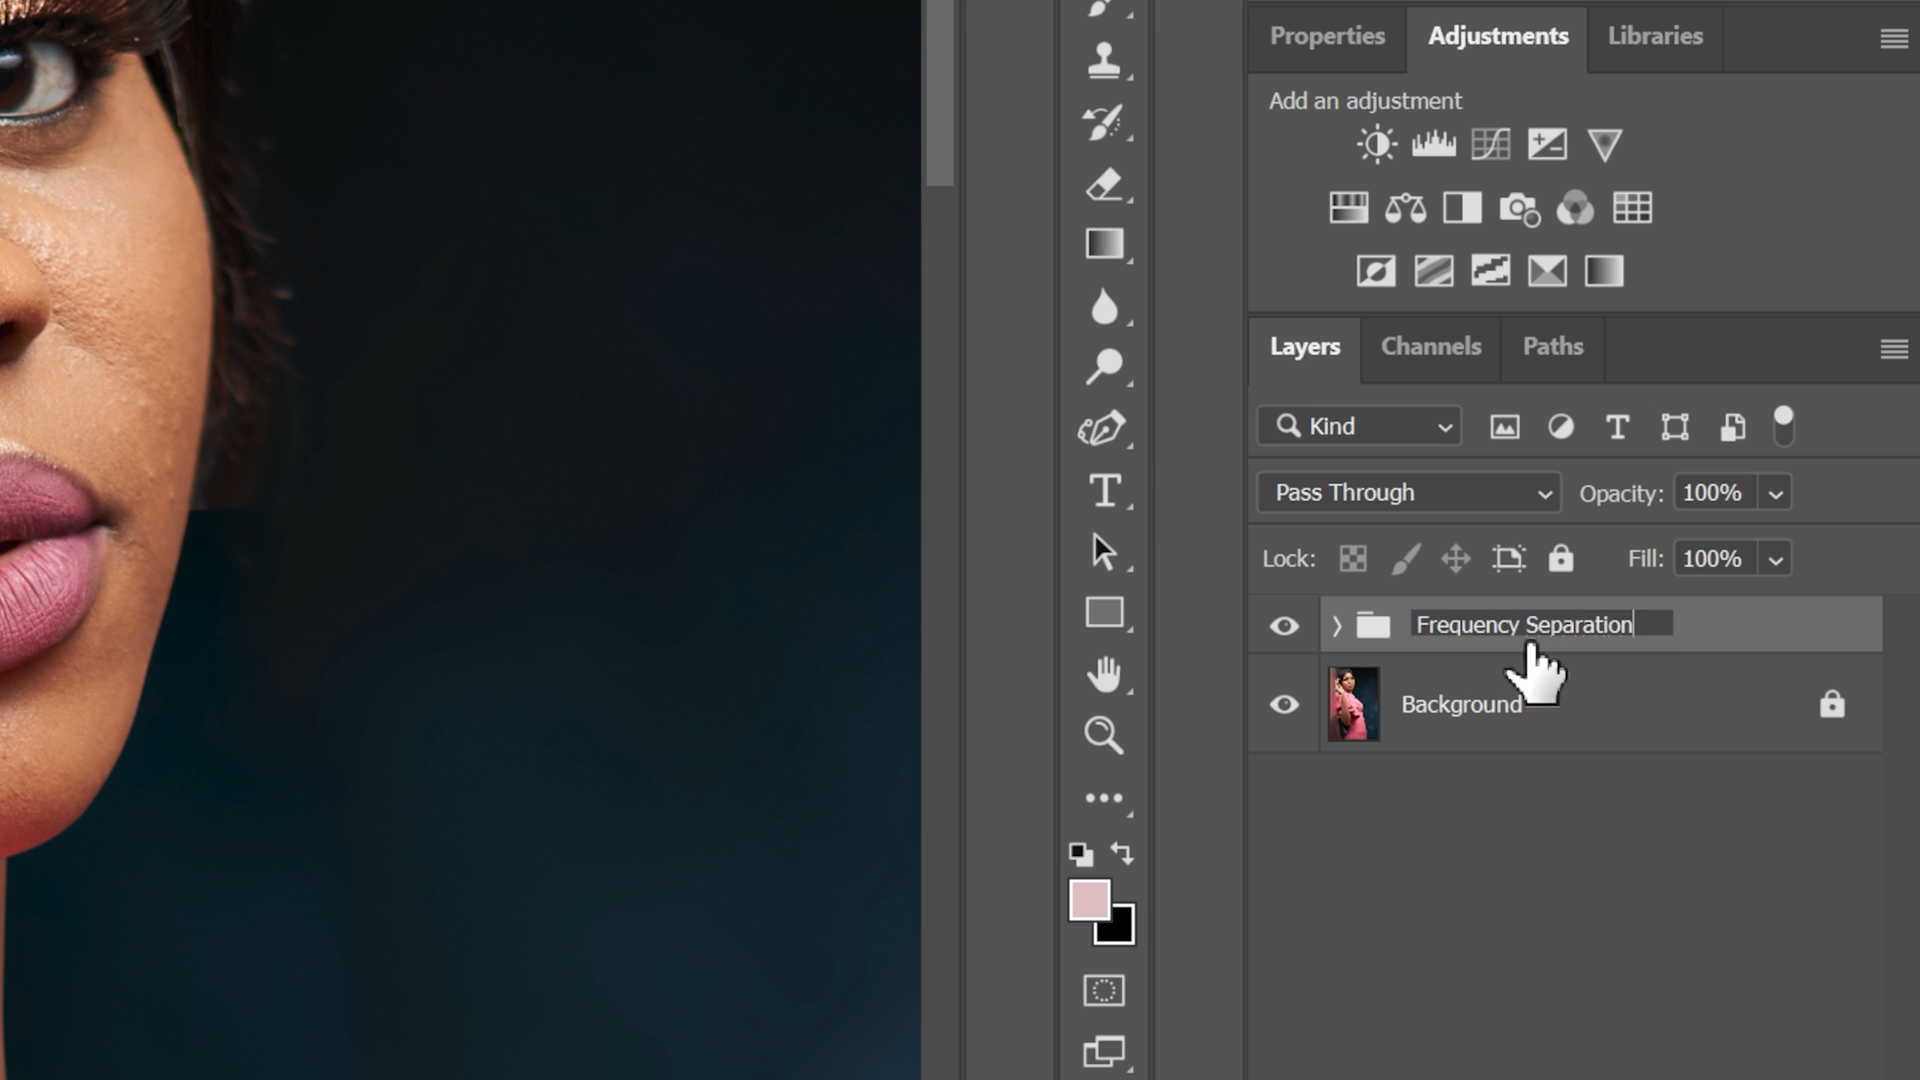 Properties Adjustments Libraries
Add an adjustment
Layers Channels Paths
Kind
Pass Through Opacity: 100%
Lock: Fill: 100%
Frequency Separation
Background